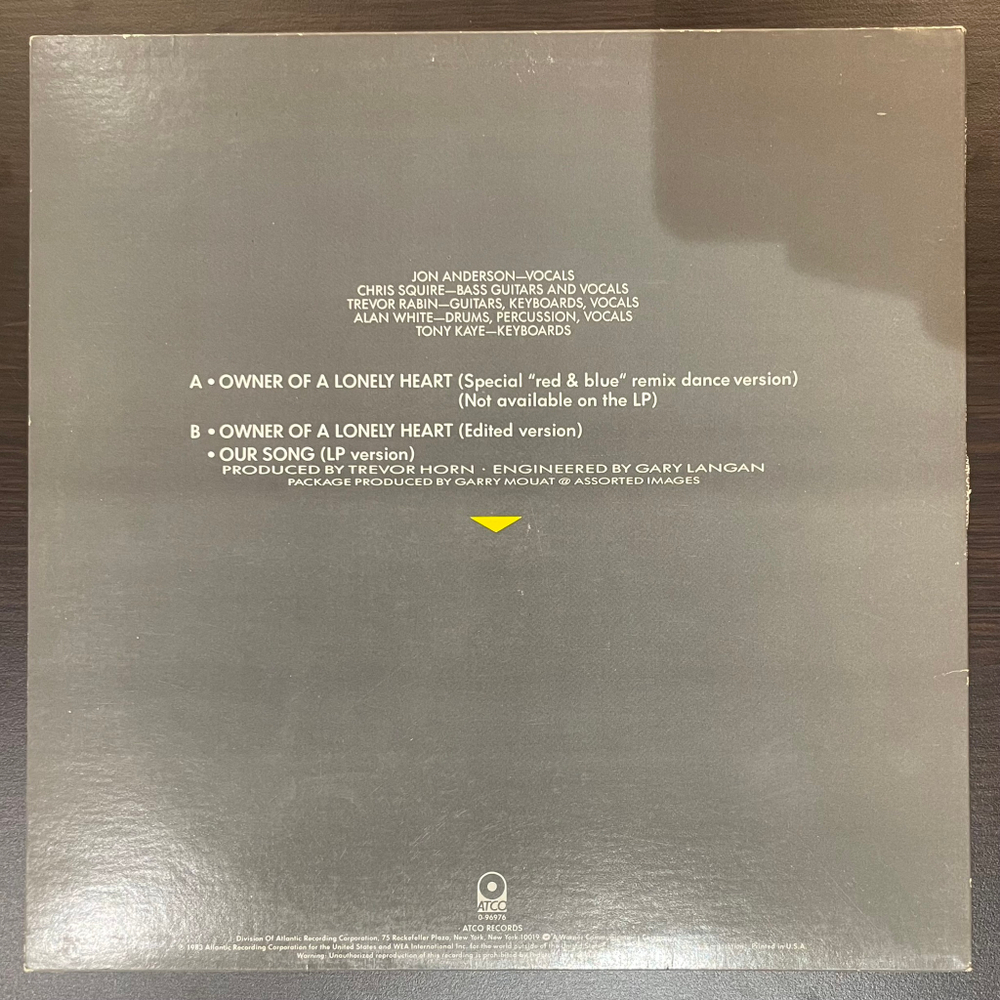 JON ANDERSON—VOCALS
CHRIS SQUIRE—BASS GUITARS AND VOCALS
TREVOR RABIN—GUITARS, KEYBOARDS, VOCALS
ALAN WHITE—DRUMS, PERCUSSION, VOCALS
TONY KAYE—KEYBOARDS
A • OWNER OF A LONELY HEART (Special "red & blue" remix dance version)
(Not available on the LP)
B • OWNER OF A LONELY HEART (Edited version)
• OUR SONG (LP version)
PRODUCED BY TREVOR HORN · ENGINEERED BY GARY LANGAN
PACKAGE PRODUCED BY GARRY MOUAT @ ASSORTED IMAGES
ATCO
0-96976
ATCO RECORDS
Division Of Atlantic Recording Corporation, 75 Rockefeller Plaza, New York, New York 10019 A Warner
℗ 1983 Atlantic Recording Corporation for the United States and WEA International Inc. for the world outside of the United Printed in U.S.A.
Warning: Unauthorized reproduction of this recording is prohibited by